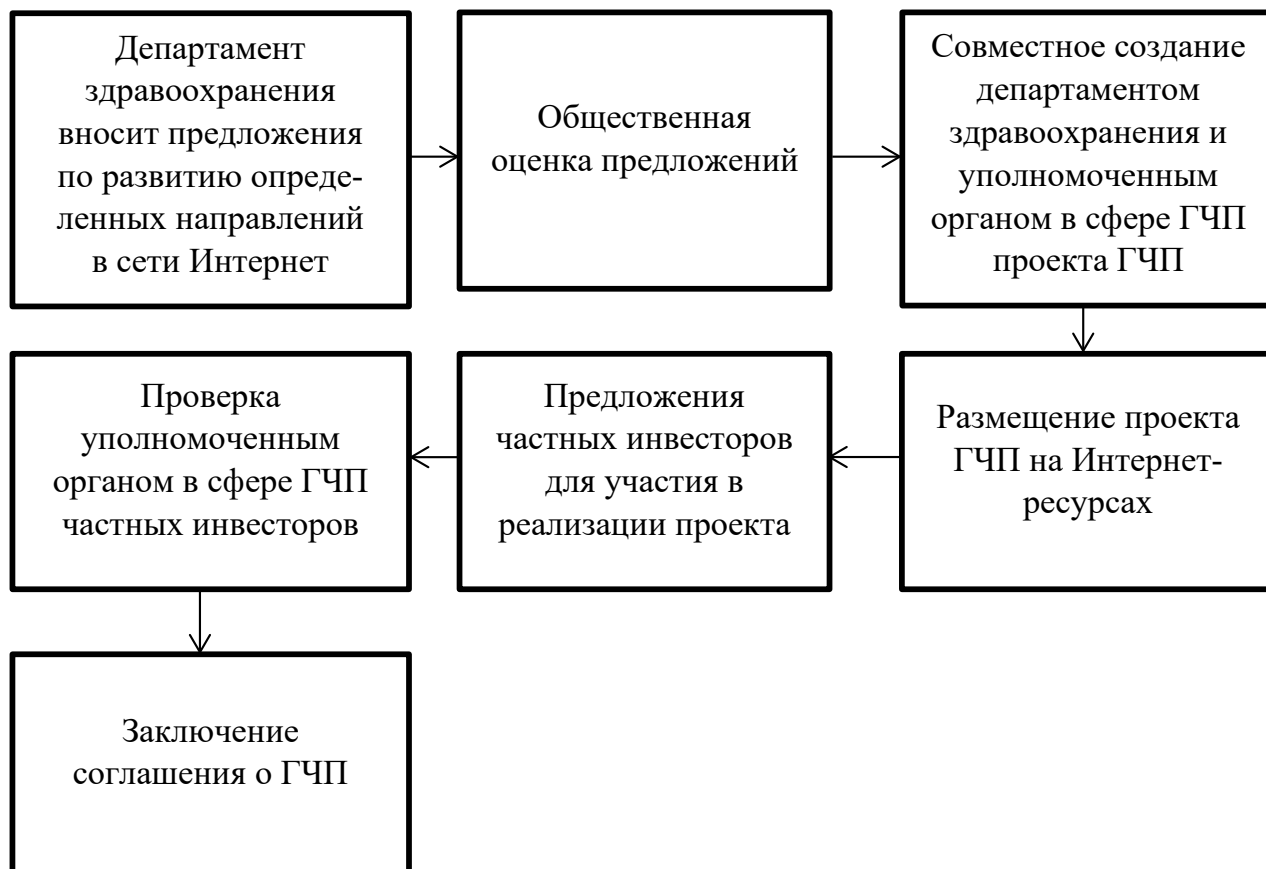 Департамент
здравоохранения
вносит предложения
по развитию опреде-
ленных направлений
в сети Интернет
Общественная
оценка предложений
Совместное создание
департаментом
здравоохранения и
уполномоченным
органом в сфере ГЧП
проекта ГЧП
Размещение проекта
ГЧП на Интернет-
ресурсах
Предложения
частных инвесторов
для участия в
реализации проекта
Проверка
уполномоченным
органом в сфере ГЧП
частных инвесторов
Заключение
соглашения о ГЧП